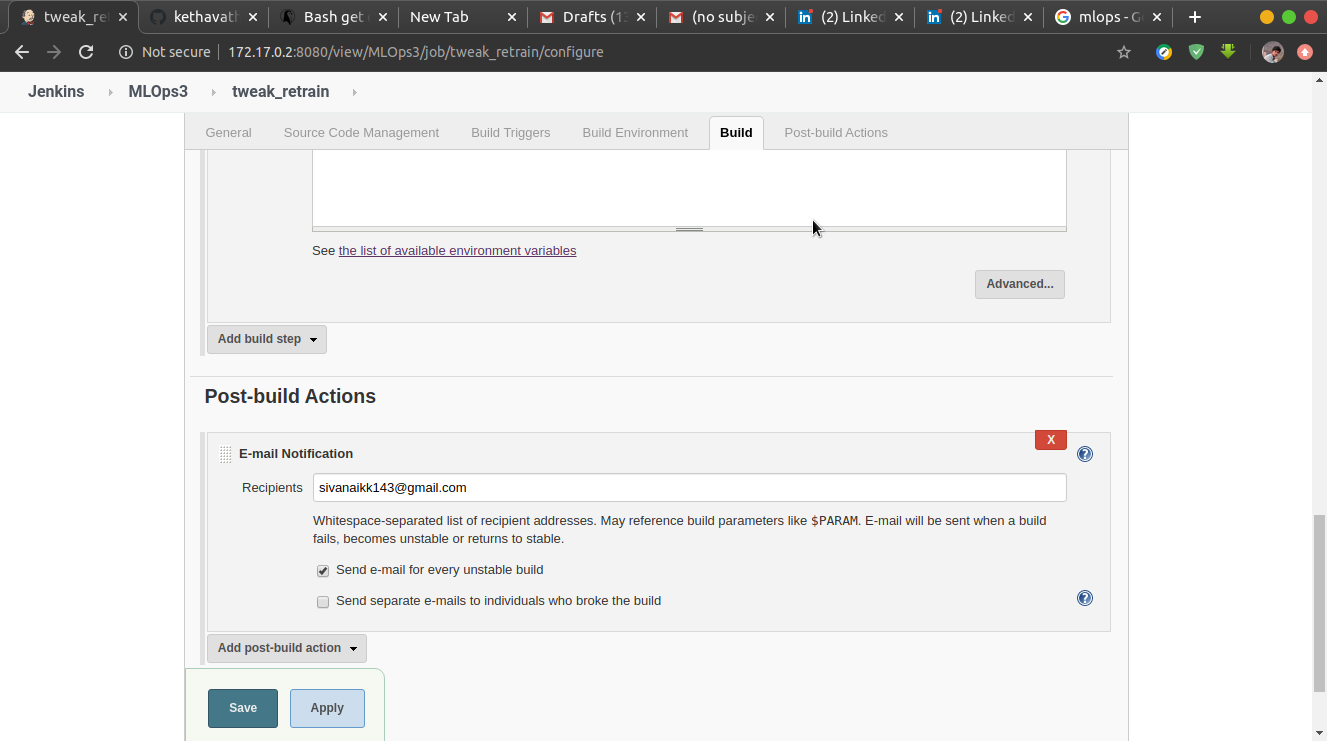 tweak_ret
kethavath
Bash get
New Tab
Drafts (13
(no subje
(2) Linked
(2) Linked
mlops - G
Not secure
172.17.0.2:8080/view/MLOps3/job/tweak_retrain/configure
Jenkins
MLOps3
tweak_retrain
General
Source Code Management
Build Triggers
Build Environment
Build
Post-build Actions
See the list of available environment variables
Advanced...
Add build step
Post-build Actions
X
E-mail Notification
?
Recipients
sivanaikk143@gmail.com
Whitespace-separated list of recipient addresses. May reference build parameters like $PARAM. E-mail will be sent when a build
fails, becomes unstable or returns to stable.
Send e-mail for every unstable build
Send separate e-mails to individuals who broke the build
?
Add post-build action
Save
Apply